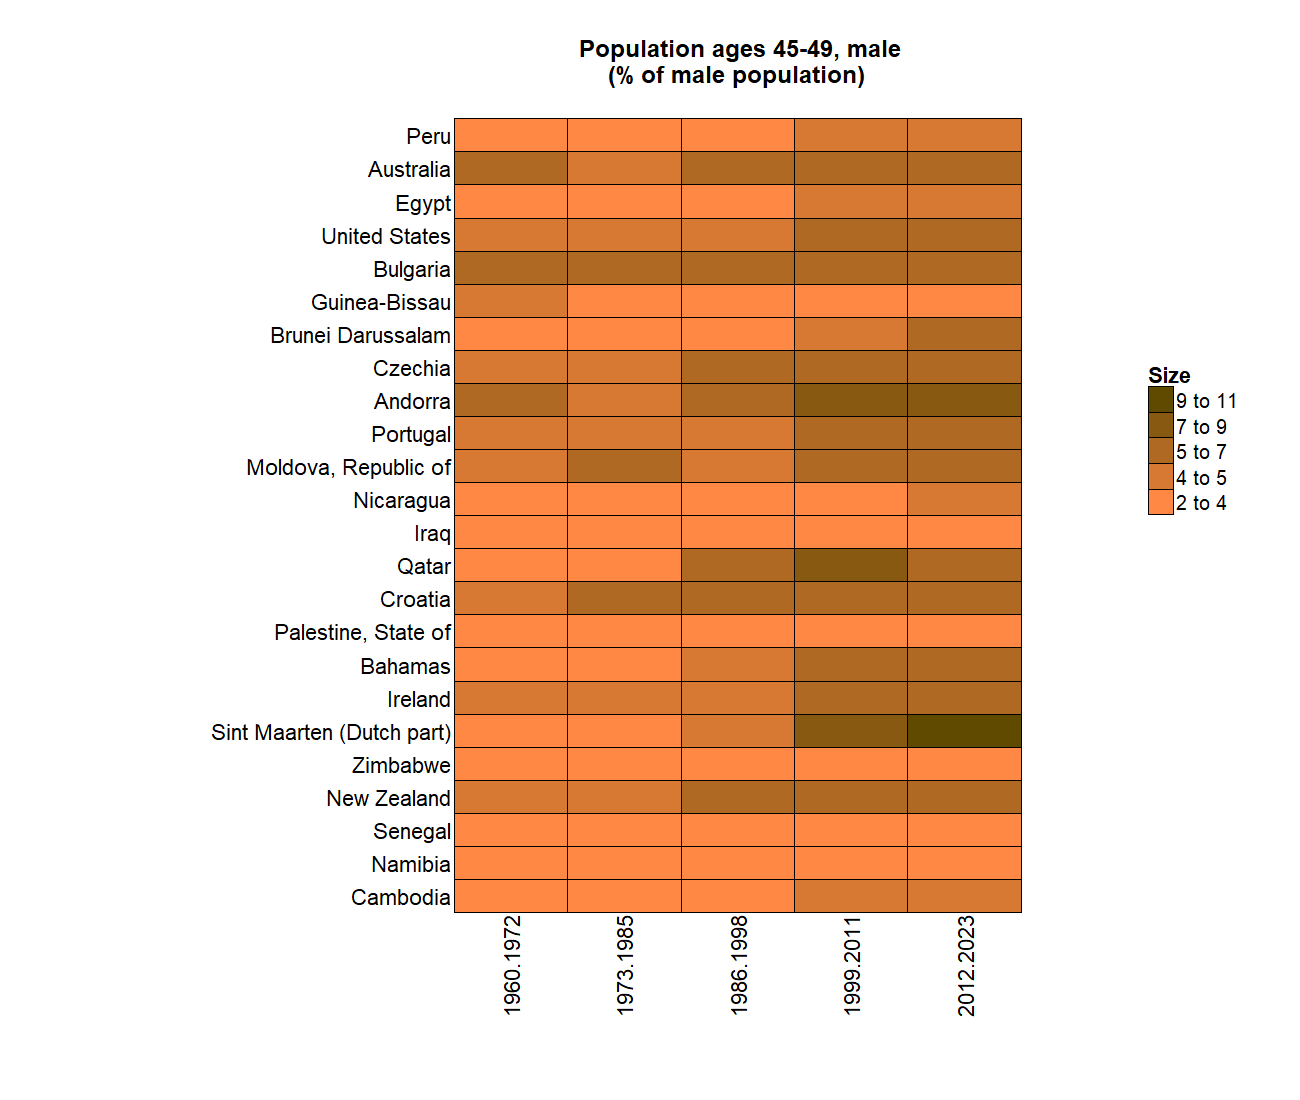 Population ages 45-49, male
(% of male population)
Peru
Australia
Egypt
United States
Bulgaria
Guinea-Bissau
Brunei Darussalam
Czechia
Andorra
Portugal
Moldova, Republic of
Nicaragua
Iraq
Qatar
Croatia
Palestine, State of
Bahamas
Ireland
Sint Maarten (Dutch part)
Zimbabwe
New Zealand
Senegal
Namibia
Cambodia
1960.1972
1973.1985
1986.1998
1999.2011
2012.2023
Size
9 to 11
7 to 9
5 to 7
4 to 5
2 to 4